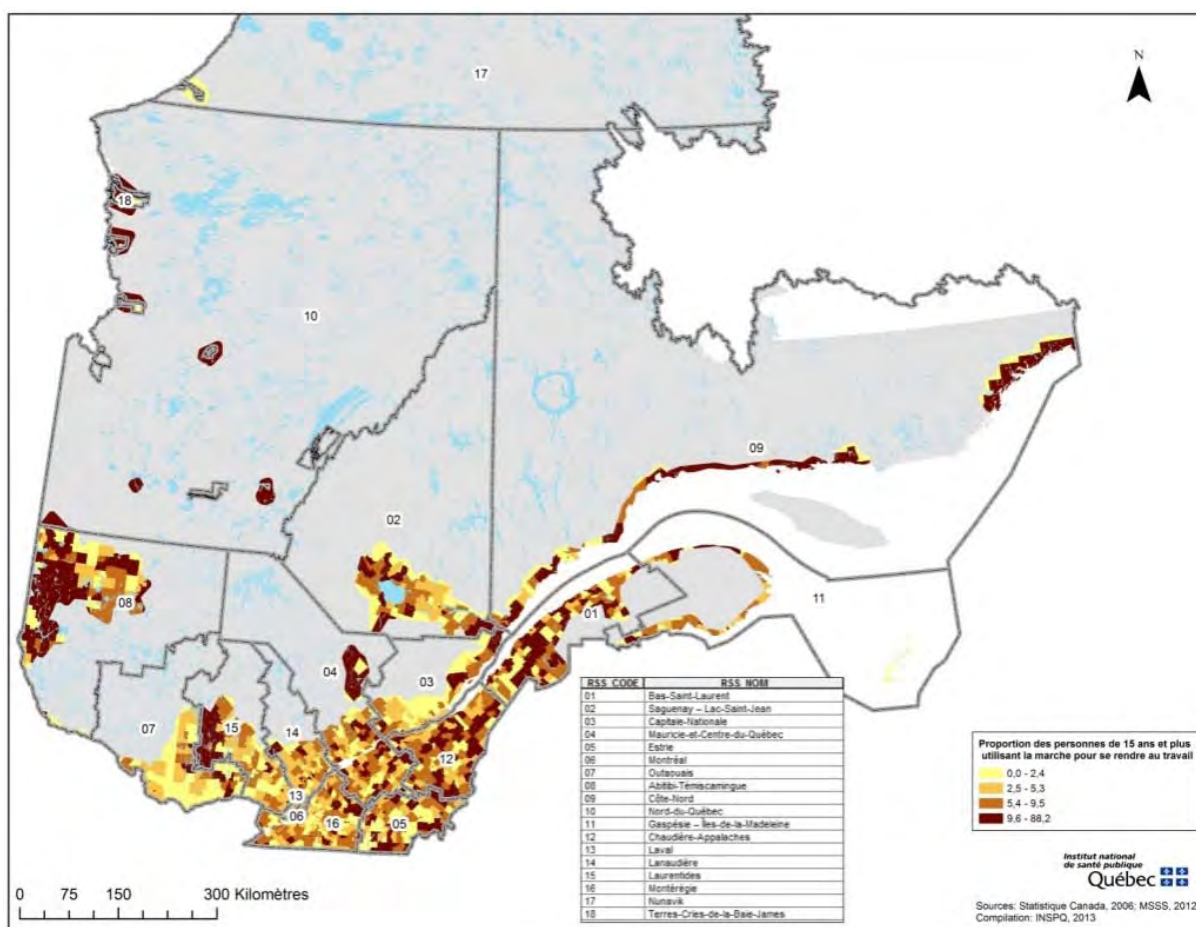 17
N
18
10
09
02
08
01
11
04
03
07
15
14
12
13
06
16
05
RSS CODE RSS NOM
01 Bas-Saint-Laurent
02 Saguenay – Lac-Saint-Jean
03 Capitale-Nationale
04 Mauricie-et-Centre-du-Québec
05 Estrie
06 Montréal
07 Outaouais
08 Abitibi-Témiscamingue
09 Côte-Nord
10 Nord-du-Québec
11 Gaspésie – Îles-de-la-Madeleine
12 Chaudière-Appalaches
13 Laval
14 Lanaudière
15 Laurentides
16 Montérégie
17 Nunavik
18 Terres-Cries-de-la-Baie-James
Proportion des personnes de 15 ans et plus
utilisant la marche pour se rendre au travail
0,0 - 2,4
2,5 - 5,3
5,4 - 9,5
9,6 - 88,2
0 75 150 300 Kilomètres
Institut national
de santé publique
Québec
Sources: Statistique Canada, 2006; MSSS, 2012
Compilation: INSPQ, 2013